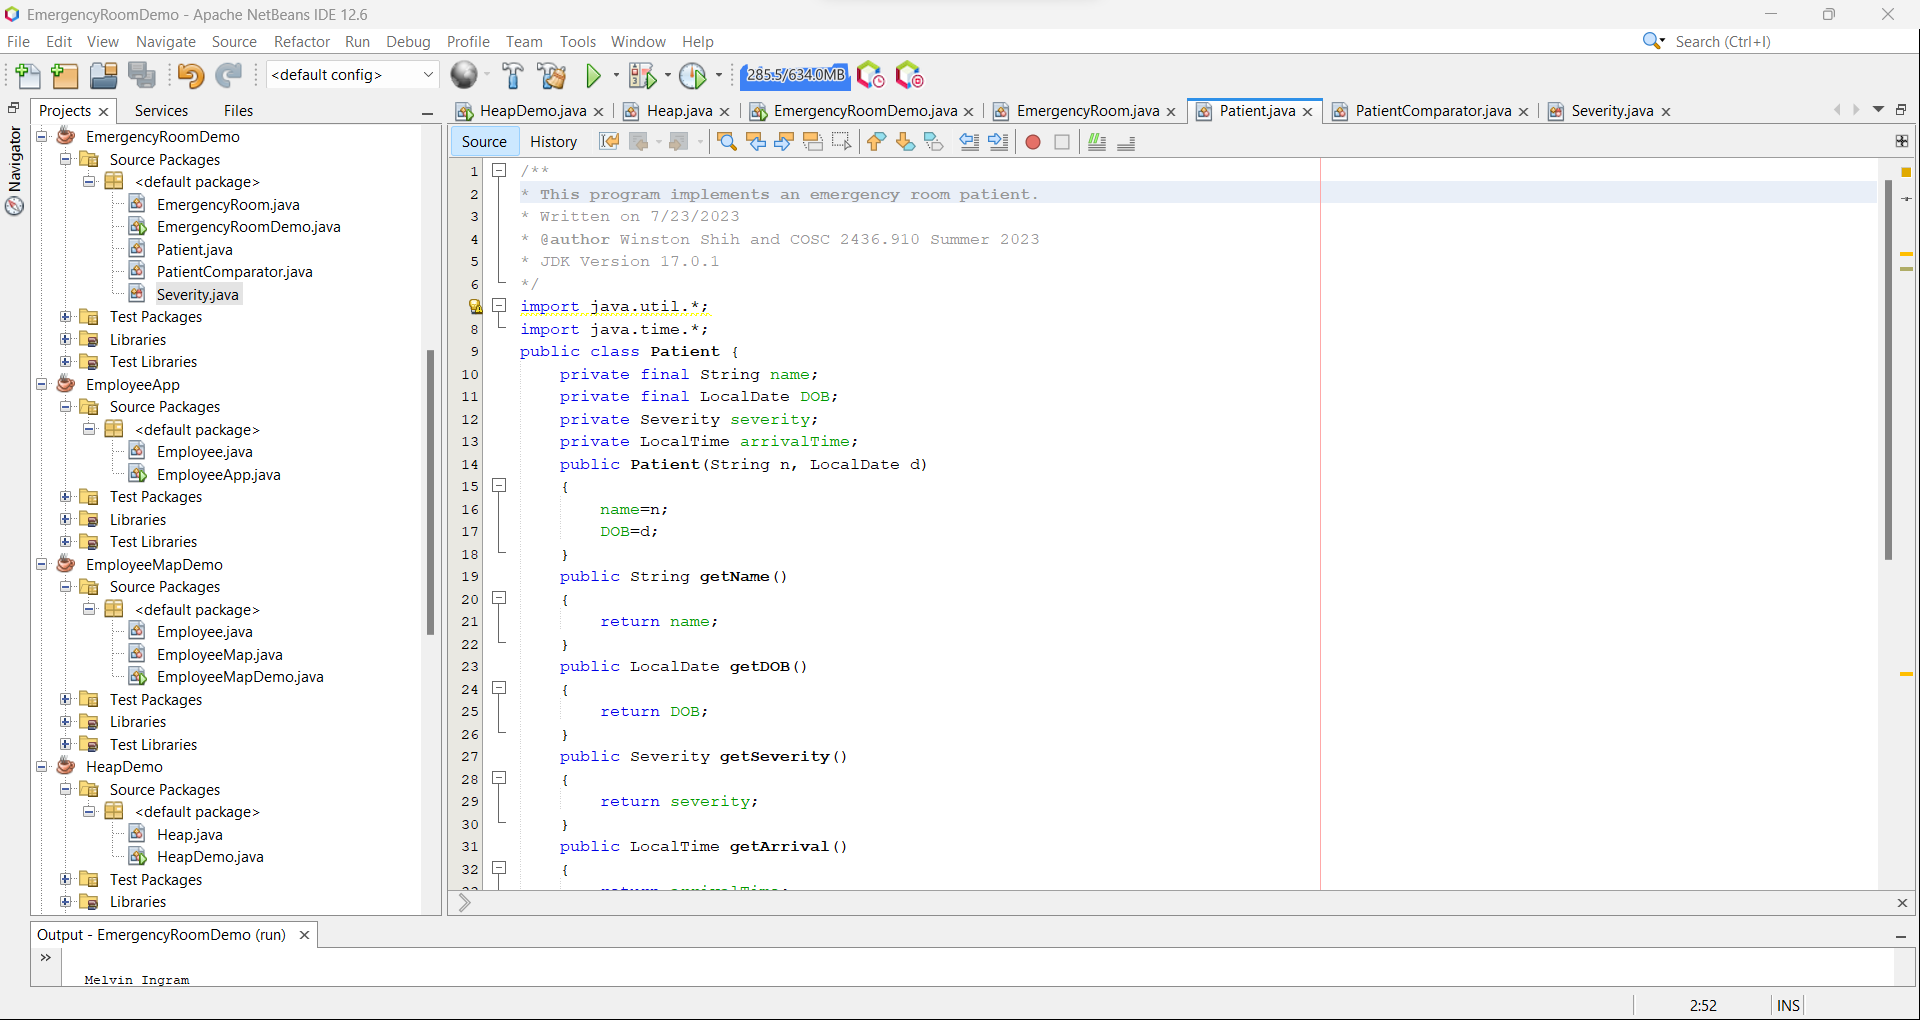 EmergencyRoomDemo - Apache NetBeans IDE 12.6
File Edit View Navigate Source Refactor Run Debug Profile Team Tools Window Help
Search (Ctrl+I)
<default config>
285.5/634.0MB
Projects
Services
Files
Navigator
EmergencyRoomDemo
Source Packages
<default package>
EmergencyRoom.java
EmergencyRoomDemo.java
Patient.java
PatientComparator.java
Severity.java
Test Packages
Libraries
Test Libraries
EmployeeApp
Source Packages
<default package>
Employee.java
EmployeeApp.java
Test Packages
Libraries
Test Libraries
EmployeeMapDemo
Source Packages
<default package>
Employee.java
EmployeeMap.java
EmployeeMapDemo.java
Test Packages
Libraries
Test Libraries
HeapDemo
Source Packages
<default package>
Heap.java
HeapDemo.java
Test Packages
Libraries
HeapDemo.java
Heap.java
EmergencyRoomDemo.java
EmergencyRoom.java
Patient.java
PatientComparator.java
Severity.java
Source
History
1 /**
2 * This program implements an emergency room patient.
3 * Written on 7/23/2023
4 * @author Winston Shih and COSC 2436.910 Summer 2023
5 * JDK Version 17.0.1
6 */
import java.util.*;
8 import java.time.*;
9 public class Patient {
10 private final String name;
11 private final LocalDate DOB;
12 private Severity severity;
13 private LocalTime arrivalTime;
14 public Patient(String n, LocalDate d)
15 {
16 name=n;
17 DOB=d;
18 }
19 public String getName()
20 {
21 return name;
22 }
23 public LocalDate getDOB()
24 {
25 return DOB;
26 }
27 public Severity getSeverity()
28 {
29 return severity;
30 }
31 public LocalTime getArrival()
32 {
Output - EmergencyRoomDemo (run)
Melvin Ingram
2:52
INS